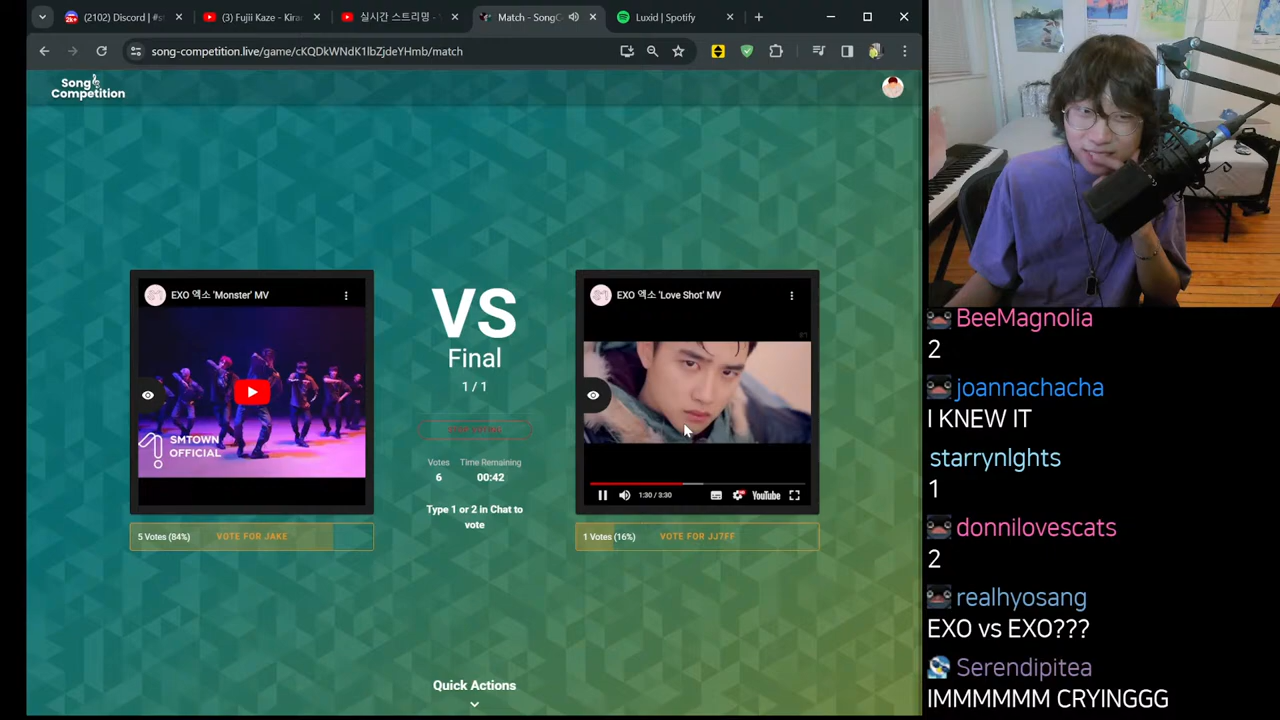 (2102) Discord | #s
(3) Fujii Kaze - Kira
실시간 스트리밍 -
Match - SongC
Luxid | Spotify
song-competition.live/game/cKQDkWNdK1lbZjdeYHmb/match
Song
Competition
EXO 엑소 'Monster' MV
SMTOWN
OFFICIAL
5 Votes (84%) VOTE FOR JAKE
VS
Final
1 / 1
Votes Time Remaining
6 00:42
Type 1 or 2 in Chat to
vote
EXO 엑소 'Love Shot' MV
1:30 / 3:30 YouTube
1 Votes (16%) VOTE FOR JJ7FF
Quick Actions
BeeMagnolia
2
joannachacha
I KNEW IT
starrynlghts
1
donnilovescats
2
realhyosang
EXO vs EXO???
Serendipitea
IMMMMMM CRYINGGG